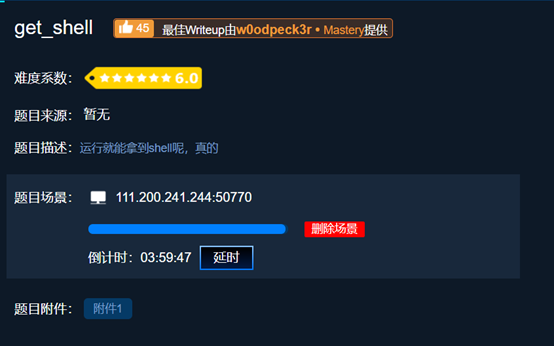 get_shell 45 最佳Writeup由w0odpeck3r • Mastery提供
难度系数： 6.0
题目来源： 暂无
题目描述： 运行就能拿到shell呢，真的
题目场景： 111.200.241.244:50770
删除场景
倒计时： 03:59:47 延时
题目附件： 附件1